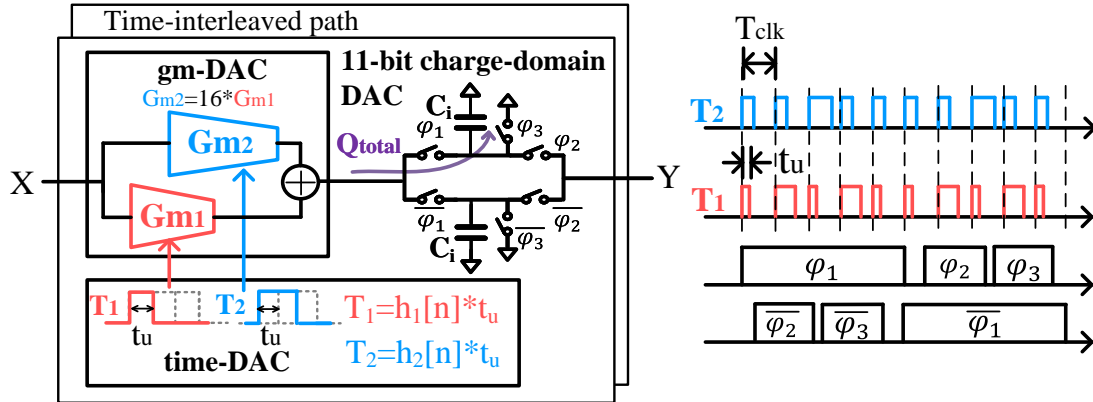 Time-interleaved path
gm-DAC
Gm2=16*Gm1
Gm2
Gm1
X
11-bit charge-domain
DAC
Ci
φ1
φ3
φ2
Qtotal
φ1
φ3
φ2
Ci
Y
T1
tu
T2
tu
T1=h1[n]*tu
T2=h2[n]*tu
time-DAC
Tclk
T2
tu
T1
φ1
φ2
φ3
φ2
φ3
φ1